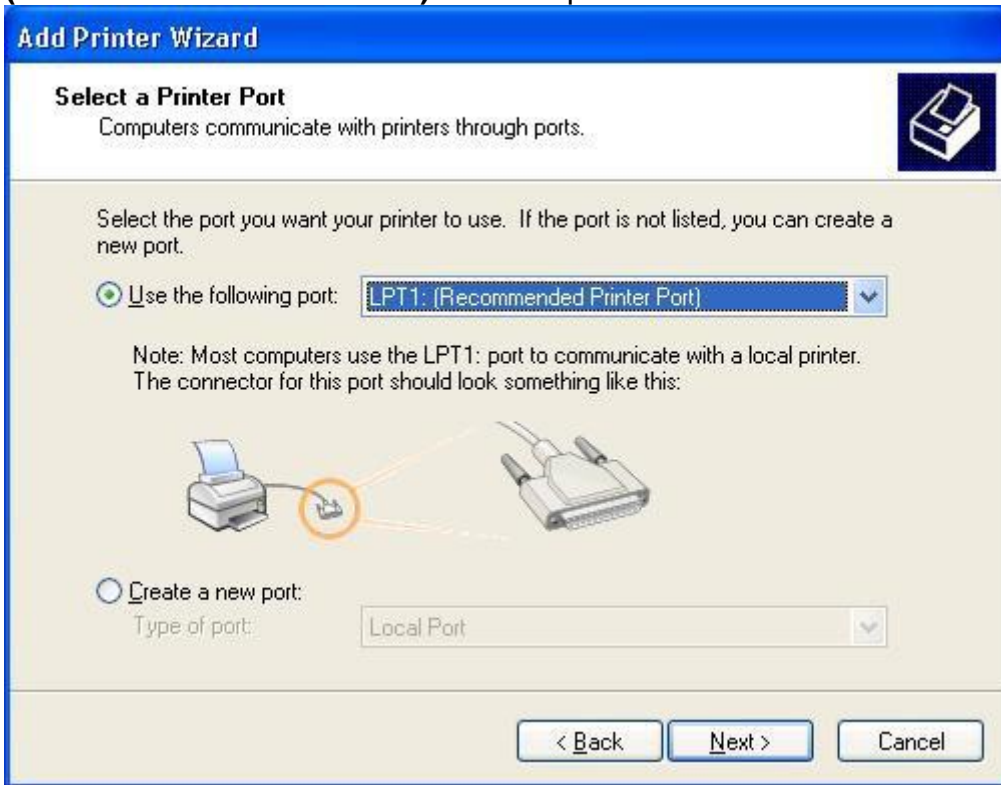 Add Printer Wizard
Select a Printer Port
Computers communicate with printers through ports.
Select the port you want your printer to use. If the port is not listed, you can create a
new port.
Use the following port: LPT1: (Recommended Printer Port)
Note: Most computers use the LPT1: port to communicate with a local printer.
The connector for this port should look something like this:
Create a new port:
Type of port: Local Port
< Back Next > Cancel